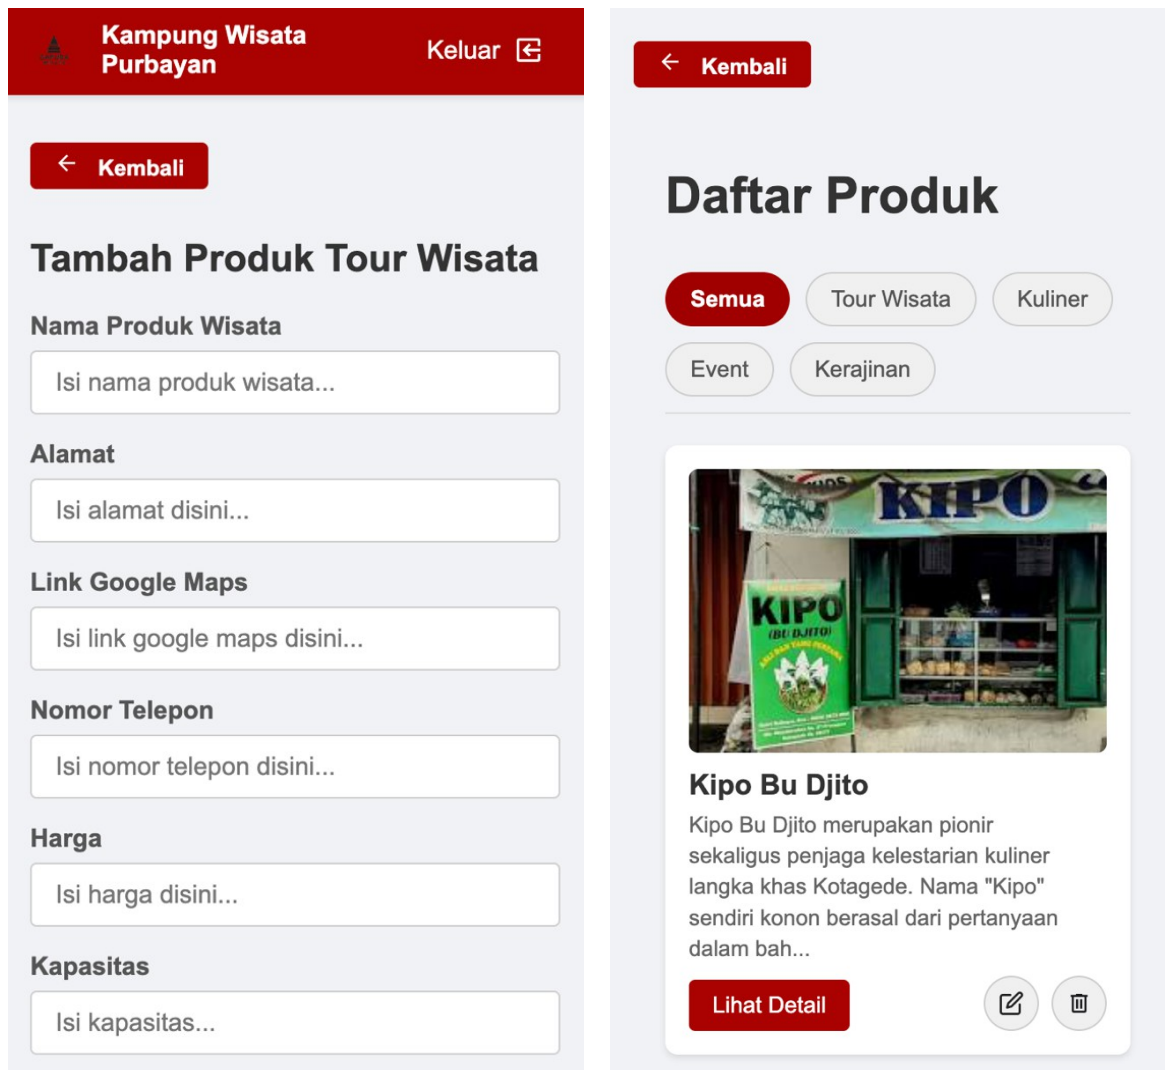 Kampung Wisata
Purbayan
Keluar
Kembali
Tambah Produk Tour Wisata
Nama Produk Wisata
Isi nama produk wisata...
Alamat
Isi alamat disini...
Link Google Maps
Isi link google maps disini...
Nomor Telepon
Isi nomor telepon disini...
Harga
Isi harga disini...
Kapasitas
Isi kapasitas...
Kembali
Daftar Produk
Semua
Tour Wisata
Kuliner
Event
Kerajinan
KIPO
KIPO
(BU DJITO)
Kipo Bu Djito
Kipo Bu Djito merupakan pionir
sekaligus penjaga kelestarian kuliner
langka khas Kotagede. Nama "Kipo"
sendiri konon berasal dari pertanyaan
dalam bah...
Lihat Detail